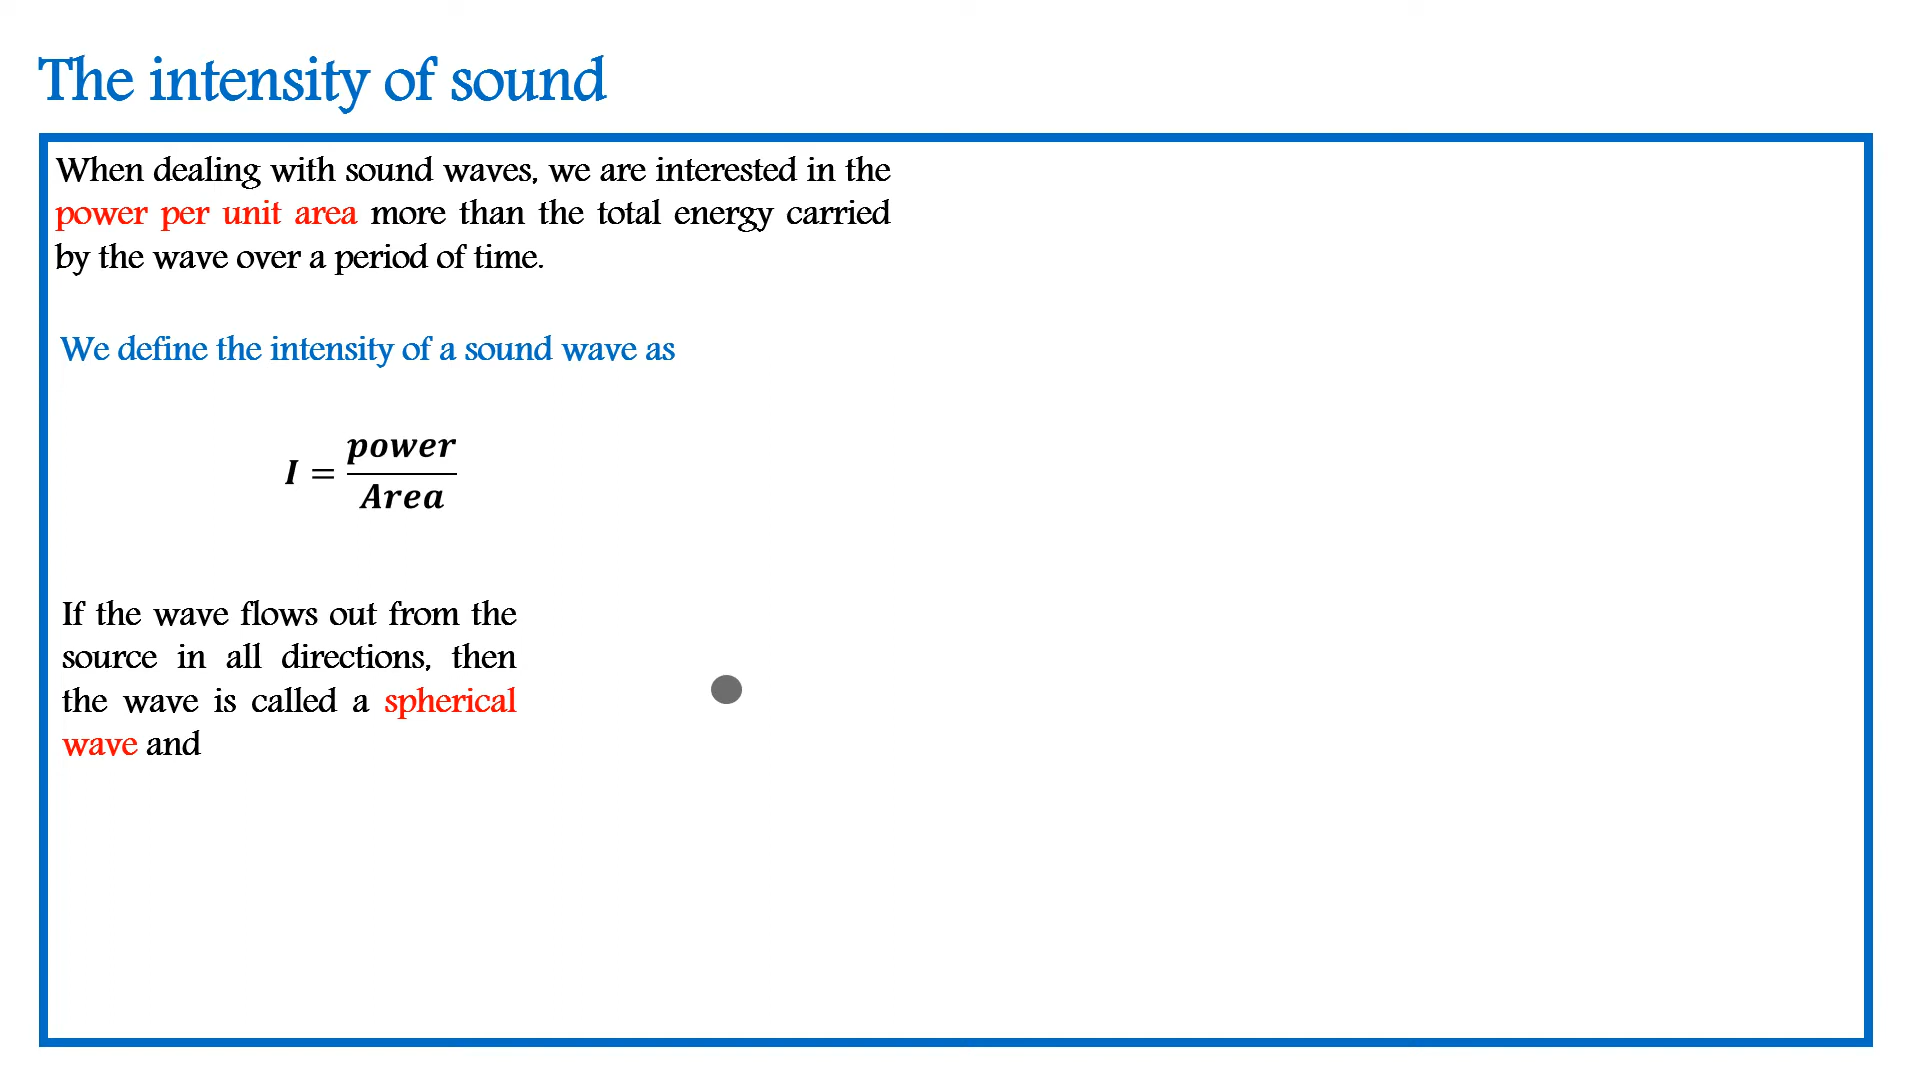 The intensity of sound
When dealing with sound waves, we are interested in the
power per unit area more than the total energy carried
by the wave over a period of time.
We define the intensity of a sound wave as
I = power / Area
If the wave flows out from the
source in all directions, then
the wave is called a spherical
wave and